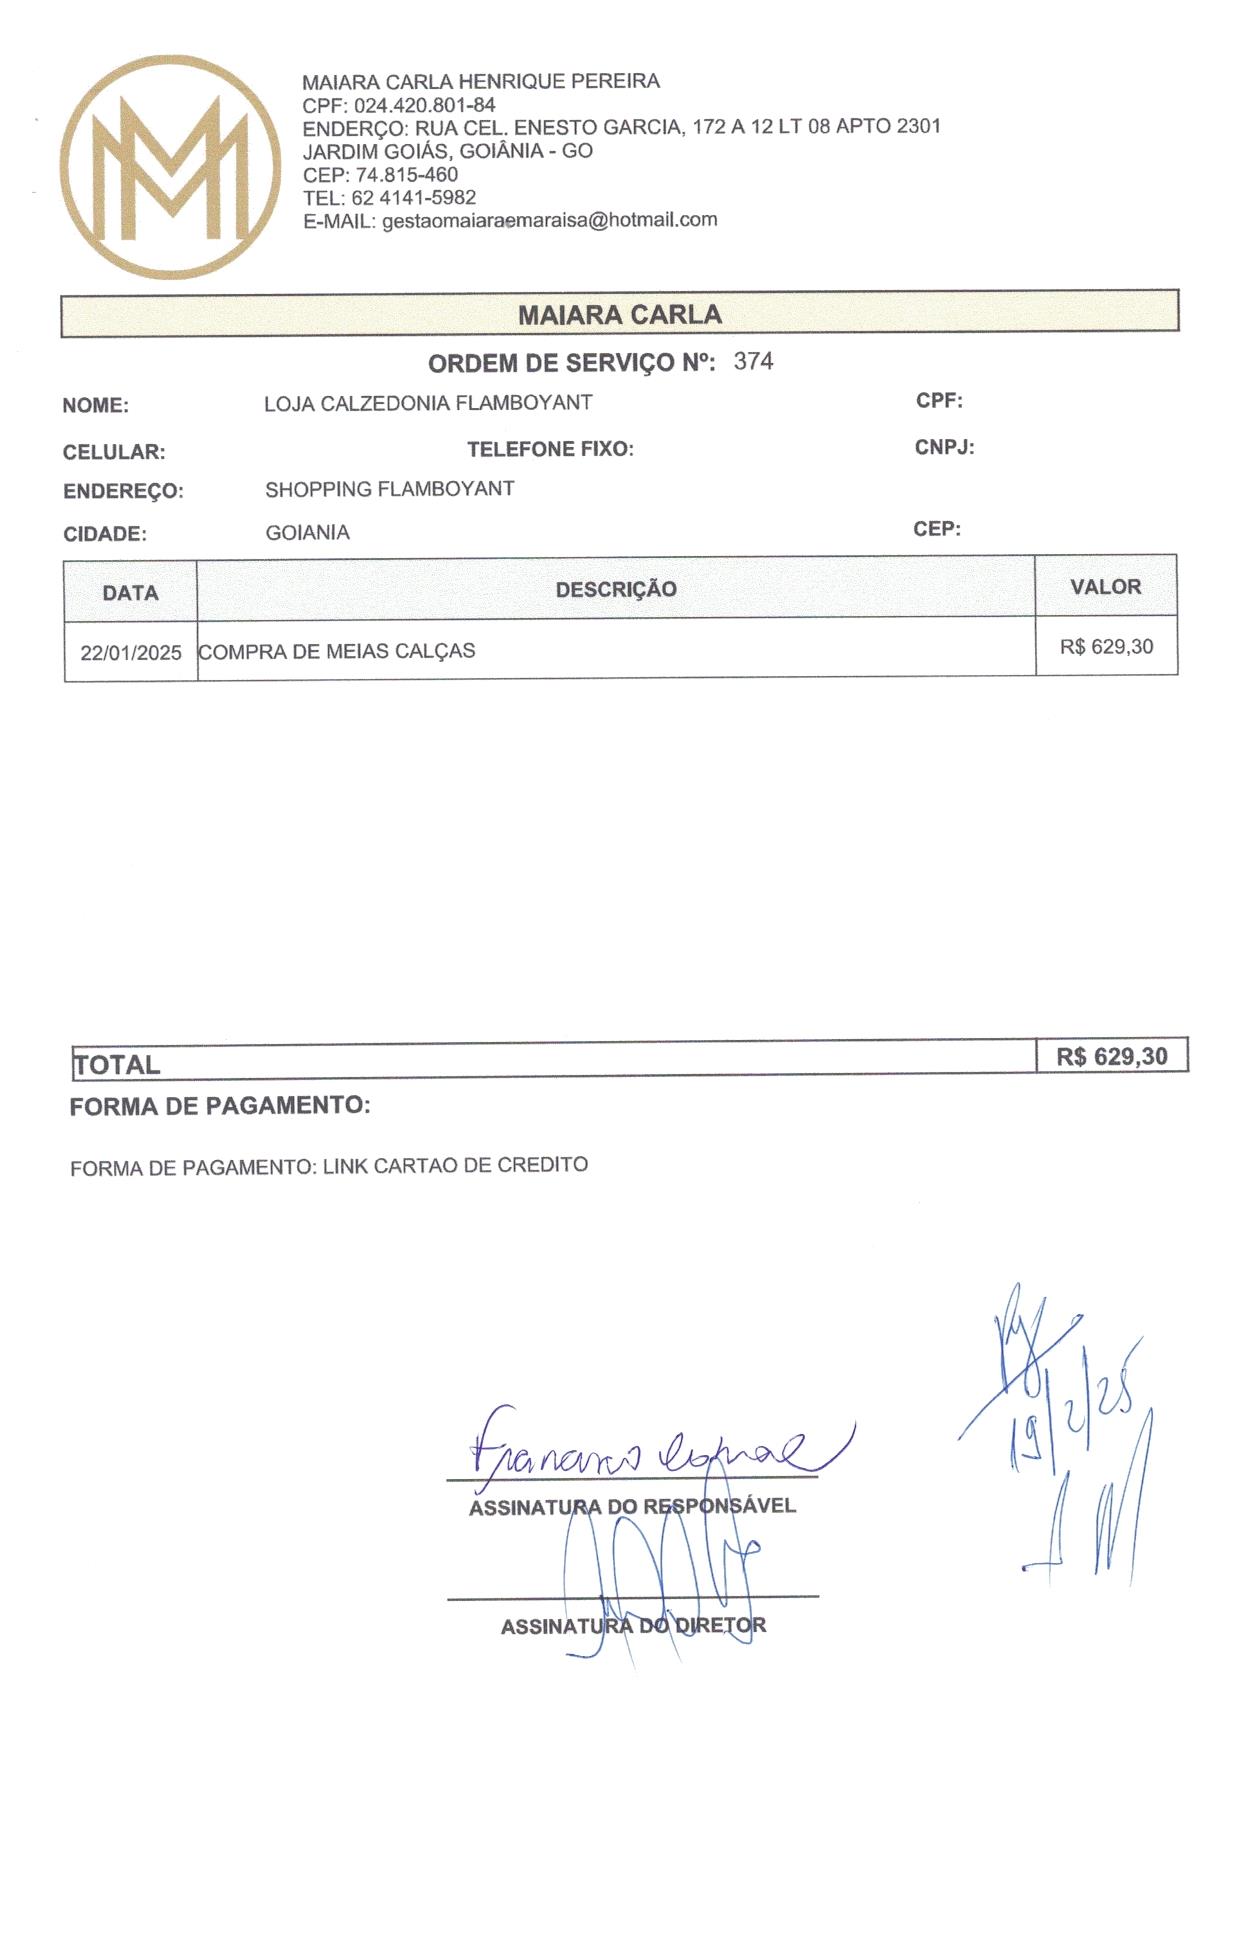 MAIARA CARLA HENRIQUE PEREIRA
CPF: 024.420.801-84
ENDERÇO: RUA CEL. ENESTO GARCIA, 172 A 12 LT 08 APTO 2301
JARDIM GOIÁS, GOIÂNIA - GO
CEP: 74.815-460
TEL: 62 4141-5982
E-MAIL: gestaomaiaraemaraisa@hotmail.com
MAIARA CARLA
ORDEM DE SERVIÇO Nº: 374
NOME: LOJA CALZEDONIA FLAMBOYANT CPF:
CELULAR: TELEFONE FIXO: CNPJ:
ENDEREÇO: SHOPPING FLAMBOYANT
CIDADE: GOIANIA CEP:
DATA DESCRIÇÃO VALOR
22/01/2025 COMPRA DE MEIAS CALÇAS R$ 629,30
TOTAL R$ 629,30
FORMA DE PAGAMENTO:
FORMA DE PAGAMENTO: LINK CARTAO DE CREDITO
19/2/25
ASSINATURA DO RESPONSÁVEL
ASSINATURA DO DIRETOR